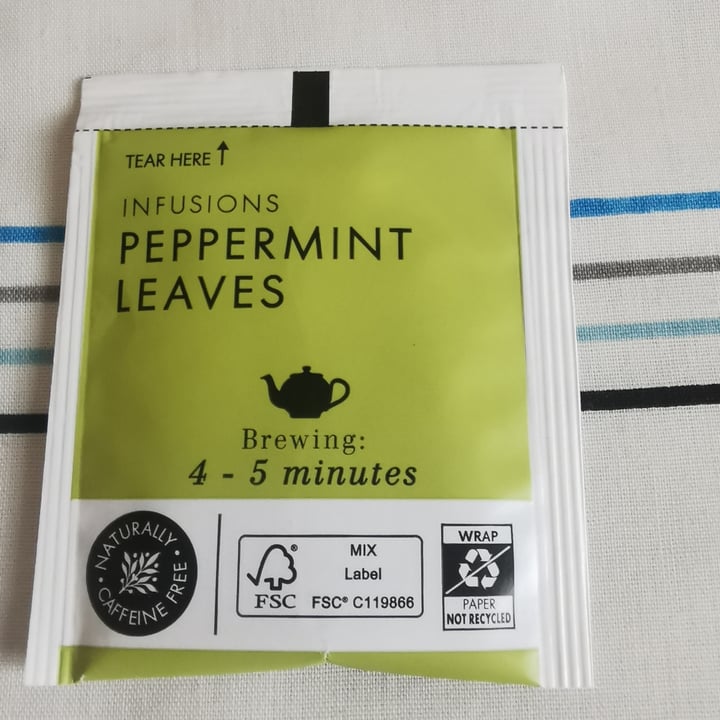 TEAR HERE ↑
INFUSIONS
PEPPERMINT
LEAVES
Brewing:
4 - 5 minutes
• NATURALLY •
CAFFEINE FREE
FSC®
MIX
Label
FSC® C119866
WRAP
PAPER
NOT RECYCLED